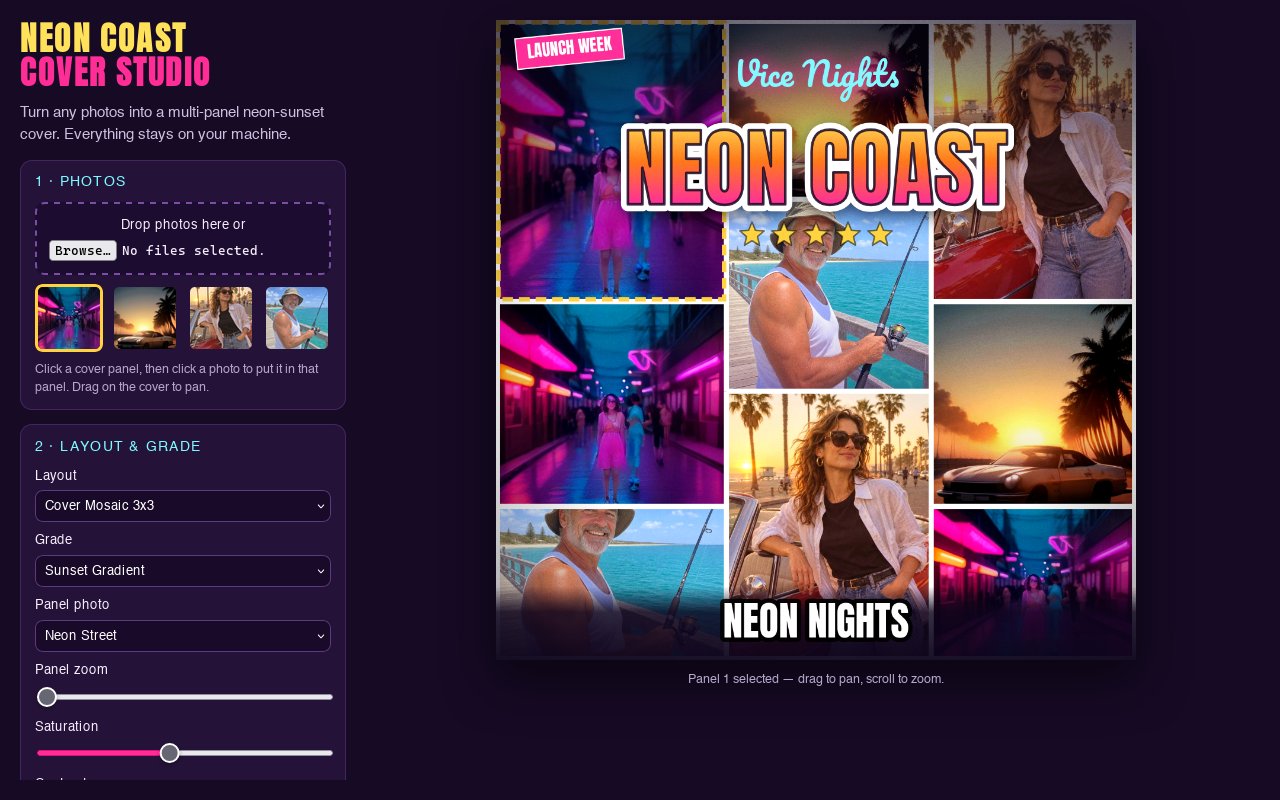 NEON COAST
COVER STUDIO
Turn any photos into a multi-panel neon-sunset
cover. Everything stays on your machine.
1 · PHOTOS
Drop photos here or
Browse… No files selected.
Click a cover panel, then click a photo to put it in that
panel. Drag on the cover to pan.
2 · LAYOUT & GRADE
Layout
Cover Mosaic 3x3
Grade
Sunset Gradient
Panel photo
Neon Street
Panel zoom
Saturation
LAUNCH WEEK
Vice Nights
NEON COAST
NEON NIGHTS
Panel 1 selected — drag to pan, scroll to zoom.